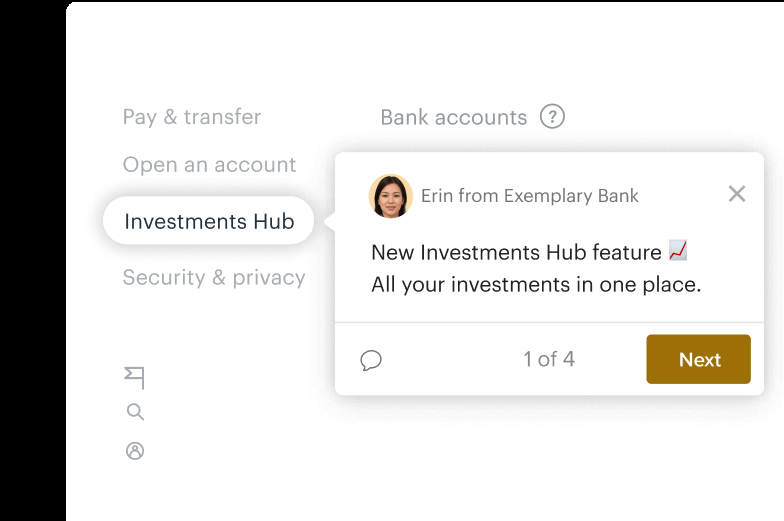 Pay & transfer
Bank accounts ?
Open an account
Investments Hub
Security & privacy
Erin from Exemplary Bank
New Investments Hub feature 📈
All your investments in one place.
1 of 4
Next